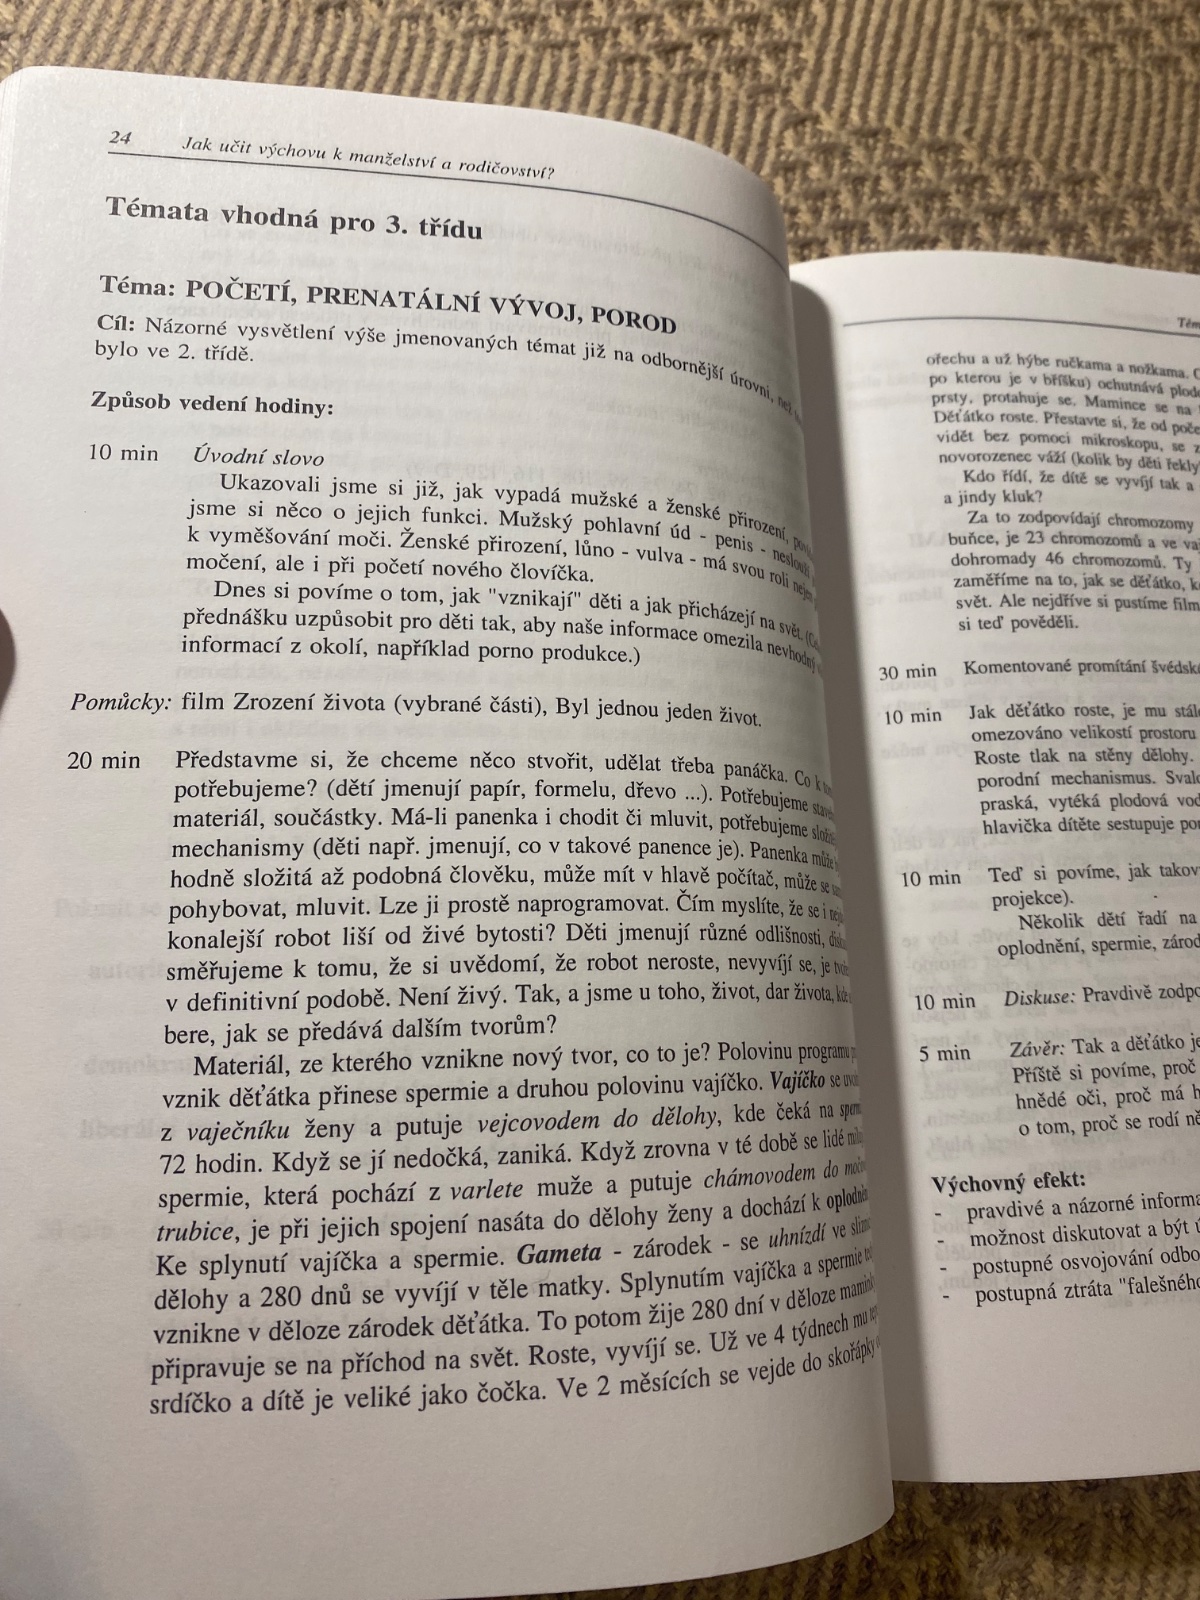 24 Jak učit výchovu k manželství a rodičovství?
Témata vhodná pro 3. třídu
Téma: POČETÍ, PRENATÁLNÍ VÝVOJ, POROD
Cíl: Názorné vysvětlení výše jmenovaných témat již na odbornější úrovni, než
bylo ve 2. třídě.
Způsob vedení hodiny:
10 min Úvodní slovo
Ukazovali jsme si již, jak vypadá mužské a ženské přirození,
jsme si něco o jejich funkci. Mužský pohlavní úd - penis - neslouží
k vyměšování moči. Ženské přirození, lůno - vulva - má svou roli nejen
močení, ale i při početí nového človíčka.
Dnes si povíme o tom, jak "vznikají" děti a jak přicházejí na svět.
přednášku uzpůsobit pro děti tak, aby naše informace omezila nevhodný
informací z okolí, například porno produkce.)
Pomůcky: film Zrození života (vybrané části), Byl jednou jeden život.
20 min Představme si, že chceme něco stvořit, udělat třeba panáčka. Co k
potřebujeme? (dětí jmenují papír, formelu, dřevo ...). Potřebujeme
materiál, součástky. Má-li panenka i chodit či mluvit, potřebujeme
mechanismy (děti např. jmenují, co v takové panence je). Panenka může
hodně složitá až podobná člověku, může mít v hlavě počítač, může se
pohybovat, mluvit. Lze ji prostě naprogramovat. Čím myslíte, že se i
konalejší robot liší od živé bytosti? Děti jmenují různé odlišnosti,
směřujeme k tomu, že si uvědomí, že robot neroste, nevyvíjí se, je
v definitivní podobě. Není živý. Tak, a jsme u toho, život, dar života, kde
bere, jak se předává dalším tvorům?
Materiál, ze kterého vznikne nový tvor, co to je? Polovinu programu
vznik děťátka přinese spermie a druhou polovinu vajíčko. Vajíčko se
z vaječníku ženy a putuje vejcovodem do dělohy, kde čeká na
72 hodin. Když se jí nedočká, zaniká. Když zrovna v té době se lidé
spermie, která pochází z varlete muže a putuje chámovodem do
trubice, je při jejich spojení nasáta do dělohy ženy a dochází k
Ke splynutí vajíčka a spermie. Gameta - zárodek - se uhnízdí ve
dělohy a 280 dnů se vyvíjí v těle matky. Splynutím vajíčka a spermie
vznikne v děloze zárodek děťátka. To potom žije 280 dní v děloze
připravuje se na příchod na svět. Roste, vyvíjí se. Už ve 4 týdnech mu
srdíčko a dítě je veliké jako čočka. Ve 2 měsících se vejde do skořápky
ořechu a už hýbe ručkama a nožkama.
po kterou je v bříšku) ochutnává
prsty, protahuje se. Mamince se na
Děťátko roste. Přestavte si, že od
vidět bez pomoci mikroskopu, se
novorozenec váží (kolik by děti řekly
Kdo řídí, že dítě se vyvíjí tak a
a jindy kluk?
Za to zodpovídají chromozomy
buňce, je 23 chromozomů a ve
dohromady 46 chromozomů. Ty
zaměříme na to, jak se děťátko,
svět. Ale nejdříve si pustíme film
si teď pověděli.
30 min Komentované promítání
10 min Jak děťátko roste, je mu
omezováno velikostí prostoru
Roste tlak na stěny dělohy.
porodní mechanismus.
praská, vytéká plodová
hlavička dítěte sestupuje
10 min Teď si povíme, jak
projekce).
Několik dětí řadí na
oplodnění, spermie,
10 min Diskuse: Pravdivě
5 min Závěr: Tak a děťátko
Příště si povíme, proč
hnědé oči, proč má
o tom, proč se rodí
Výchovný efekt:
- pravdivé a názorné
- možnost diskutovat a být
- postupné osvojování
- postupná ztráta